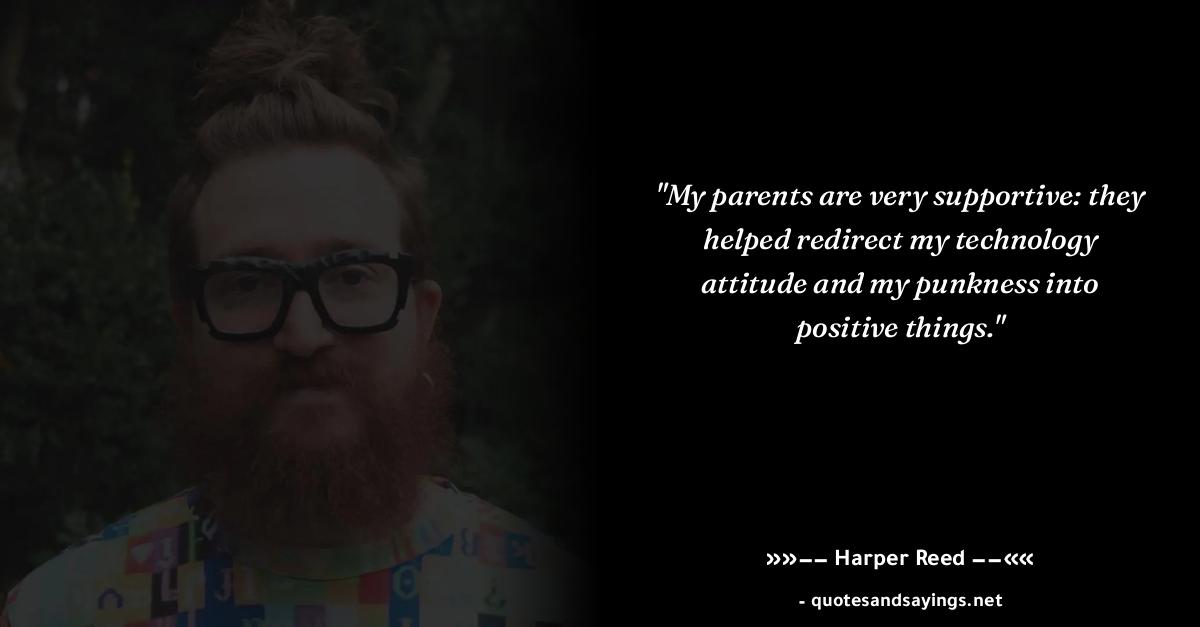 "My parents are very supportive: they
helped redirect my technology
attitude and my punkness into
positive things."
»»–– Harper Reed ––««
- quotesandsayings.net